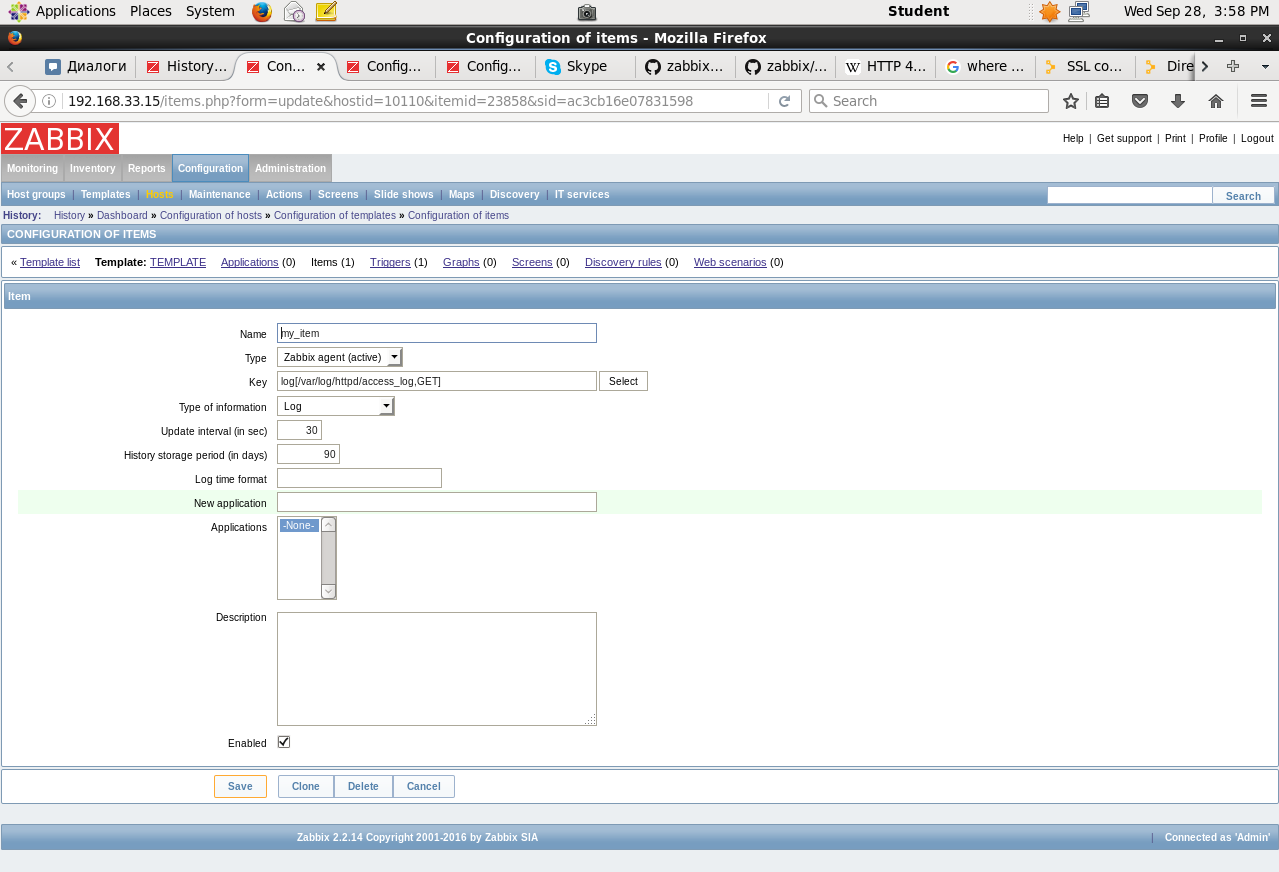 Applications Places System Student Wed Sep 28, 3:58 PM
Configuration of items - Mozilla Firefox
Диалоги History... Con... Config... Config... Skype zabbix... zabbix/... HTTP 4... where ... SSL co... Dire
192.168.33.15/items.php?form=update&hostid=10110&itemid=23858&sid=ac3cb16e07831598 Search
ZABBIX Help | Get support | Print | Profile | Logout
Monitoring Inventory Reports Configuration Administration
Host groups | Templates | Hosts | Maintenance | Actions | Screens | Slide shows | Maps | Discovery | IT services Search
History: History » Dashboard » Configuration of hosts » Configuration of templates » Configuration of items
CONFIGURATION OF ITEMS
« Template list Template: TEMPLATE Applications (0) Items (1) Triggers (1) Graphs (0) Screens (0) Discovery rules (0) Web scenarios (0)
Item
Name my_item
Type Zabbix agent (active)
Key log[/var/log/httpd/access_log,GET] Select
Type of information Log
Update interval (in sec) 30
History storage period (in days) 90
Log time format
New application
Applications -None-
Description
Enabled
Save Clone Delete Cancel
Zabbix 2.2.14 Copyright 2001-2016 by Zabbix SIA | Connected as 'Admin'